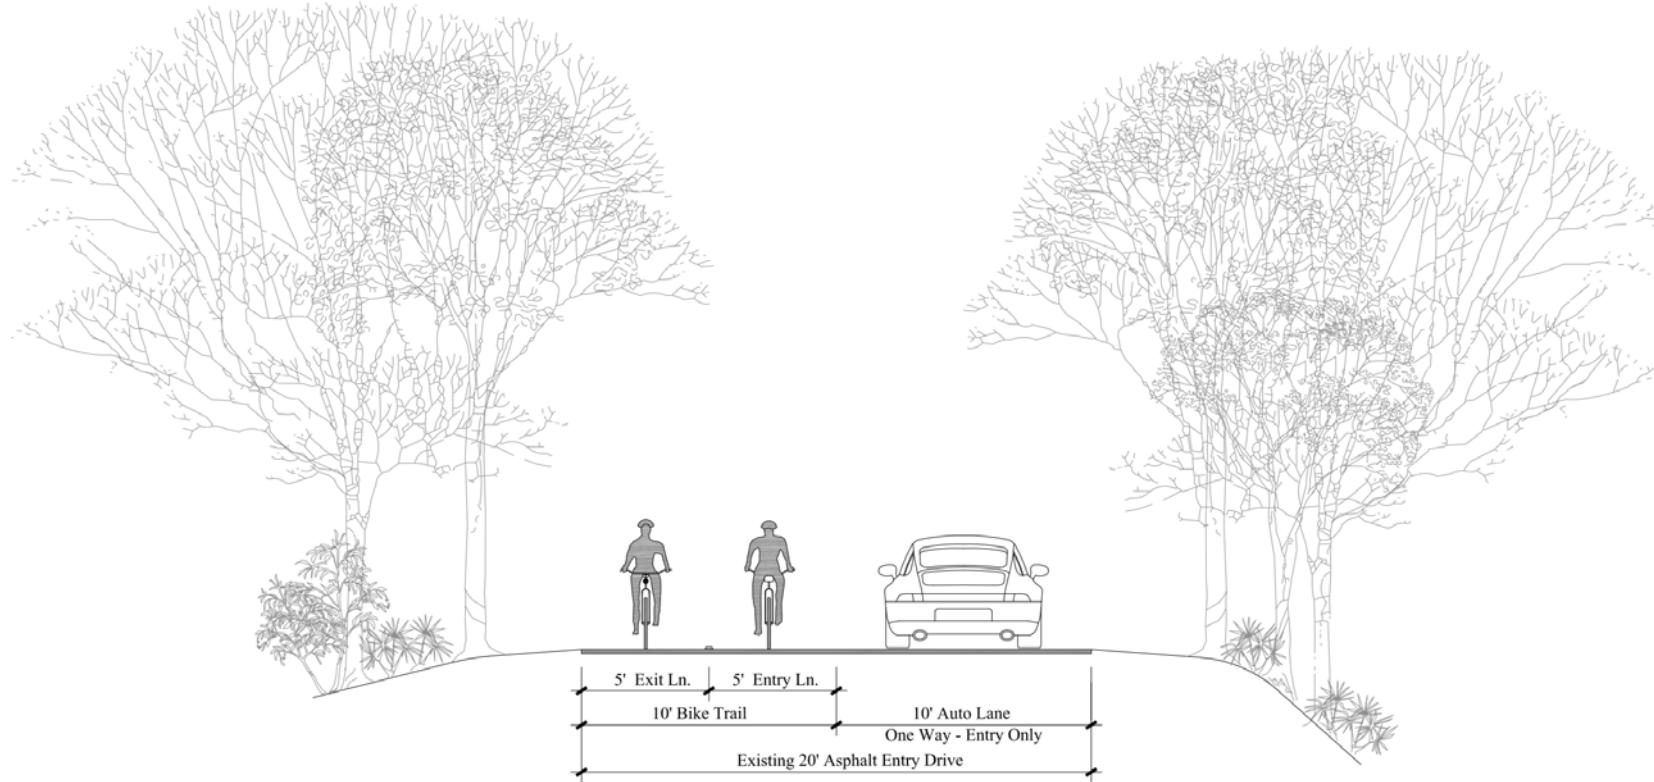 5' Exit Ln. 5' Entry Ln.
10' Bike Trail 10' Auto Lane
One Way - Entry Only
Existing 20' Asphalt Entry Drive